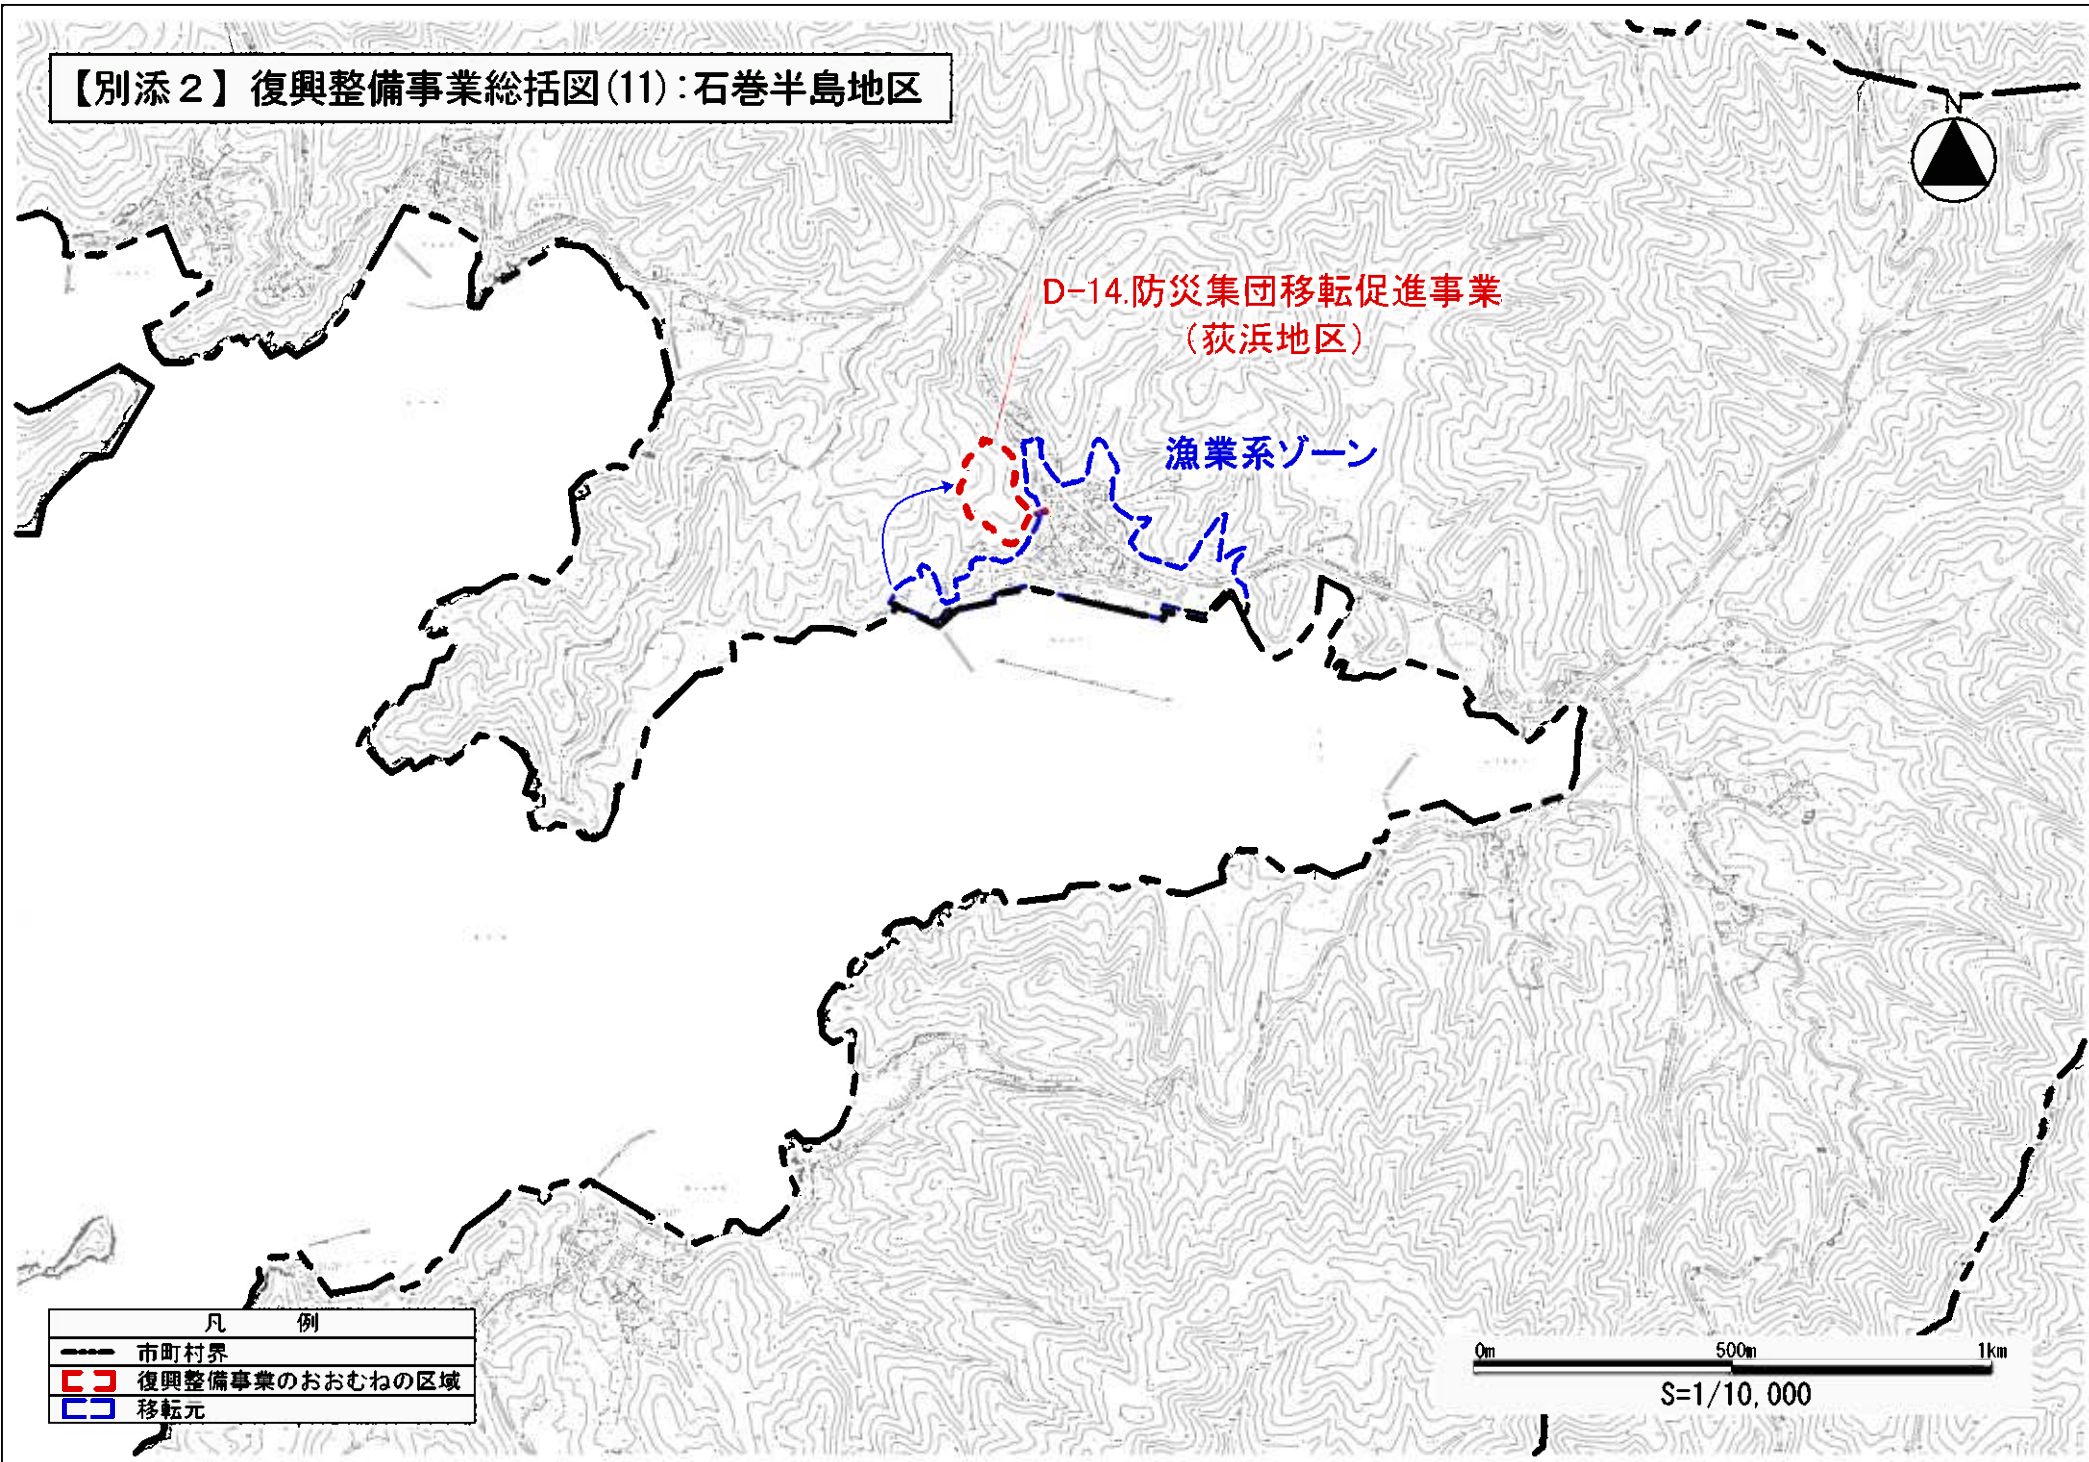 【別添２】復興整備事業総括図(11):石巻半島地区
N
D-14.防災集団移転促進事業
(荻浜地区)
漁業系ゾーン
凡 例
市町村界
復興整備事業のおおむねの区域
移転元
0m 500m 1km
S=1/10,000